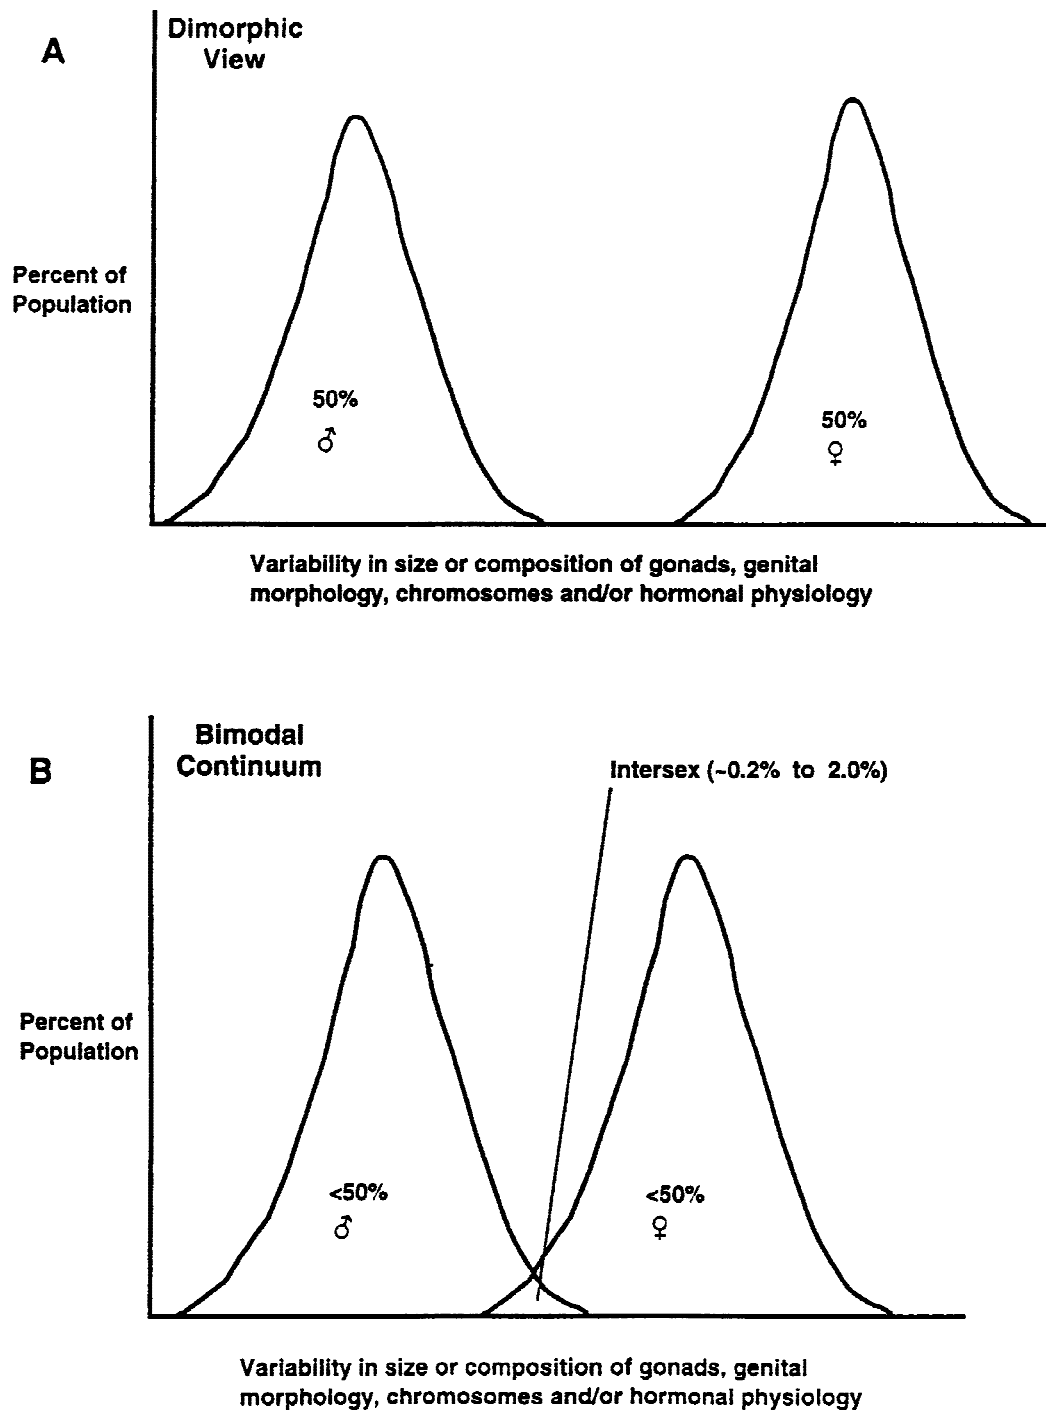 A
Dimorphic
View
Percent of
Population
50%
♂
50%
♀
Variability in size or composition of gonads, genital
morphology, chromosomes and/or hormonal physiology
B
Bimodal
Continuum
Intersex (~0.2% to 2.0%)
Percent of
Population
<50%
♂
<50%
♀
Variability in size or composition of gonads, genital
morphology, chromosomes and/or hormonal physiology